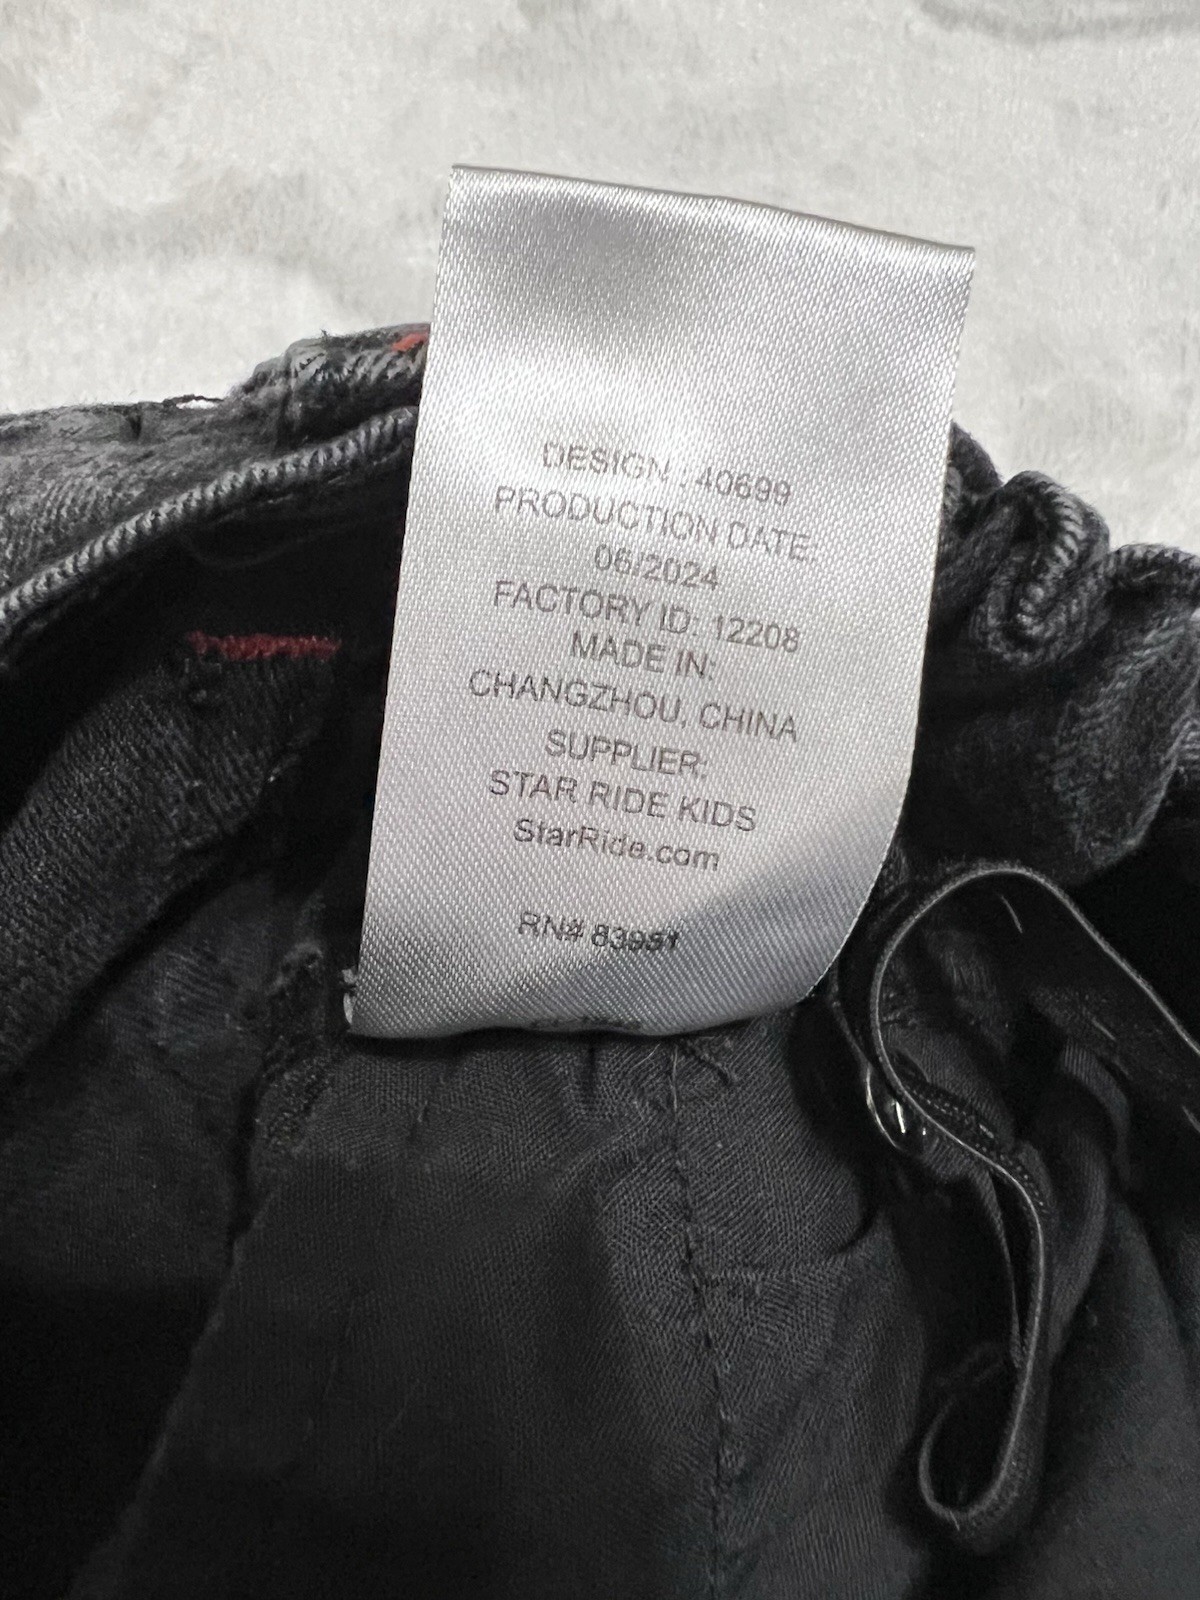 DESIGN : 40699
PRODUCTION DATE:
06/2024
FACTORY ID: 12208
MADE IN:
CHANGZHOU, CHINA
SUPPLIER:
STAR RIDE KIDS
StarRide.com
RN# 83951